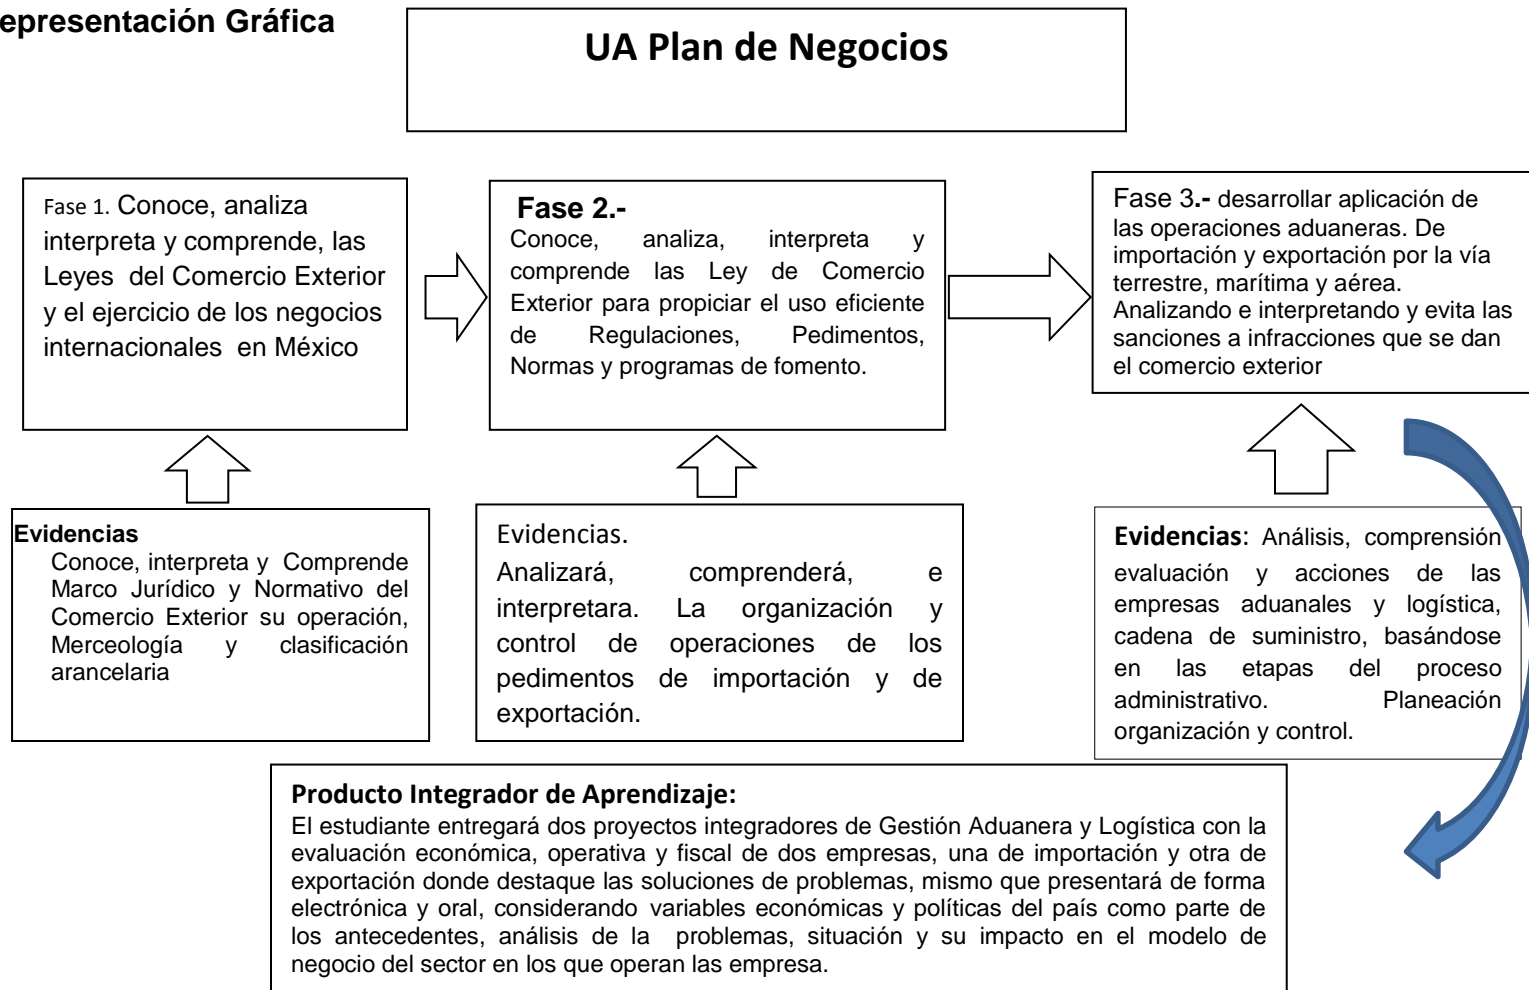 epresentación Gráfica
UA Plan de Negocios
Fase 1. Conoce, analiza
interpreta y comprende, las
Leyes del Comercio Exterior
y el ejercicio de los negocios
internacionales en México
Fase 2.-
Conoce, analiza, interpreta y
comprende las Ley de Comercio
Exterior para propiciar el uso eficiente
de Regulaciones, Pedimentos,
Normas y programas de fomento.
Fase 3.- desarrollar aplicación de
las operaciones aduaneras. De
importación y exportación por la vía
terrestre, marítima y aérea.
Analizando e interpretando y evita las
sanciones a infracciones que se dan
el comercio exterior
Evidencias
Conoce, interpreta y Comprende
Marco Jurídico y Normativo del
Comercio Exterior su operación,
Merceología y clasificación
arancelaria
Evidencias.
Analizará, comprenderá, e
interpretara. La organización y
control de operaciones de los
pedimentos de importación y de
exportación.
Evidencias: Análisis, comprensión
evaluación y acciones de las
empresas aduanales y logística,
cadena de suministro, basándose
en las etapas del proceso
administrativo. Planeación
organización y control.
Producto Integrador de Aprendizaje:
El estudiante entregará dos proyectos integradores de Gestión Aduanera y Logística con la
evaluación económica, operativa y fiscal de dos empresas, una de importación y otra de
exportación donde destaque las soluciones de problemas, mismo que presentará de forma
electrónica y oral, considerando variables económicas y políticas del país como parte de
los antecedentes, análisis de la problemas, situación y su impacto en el modelo de
negocio del sector en los que operan las empresa.